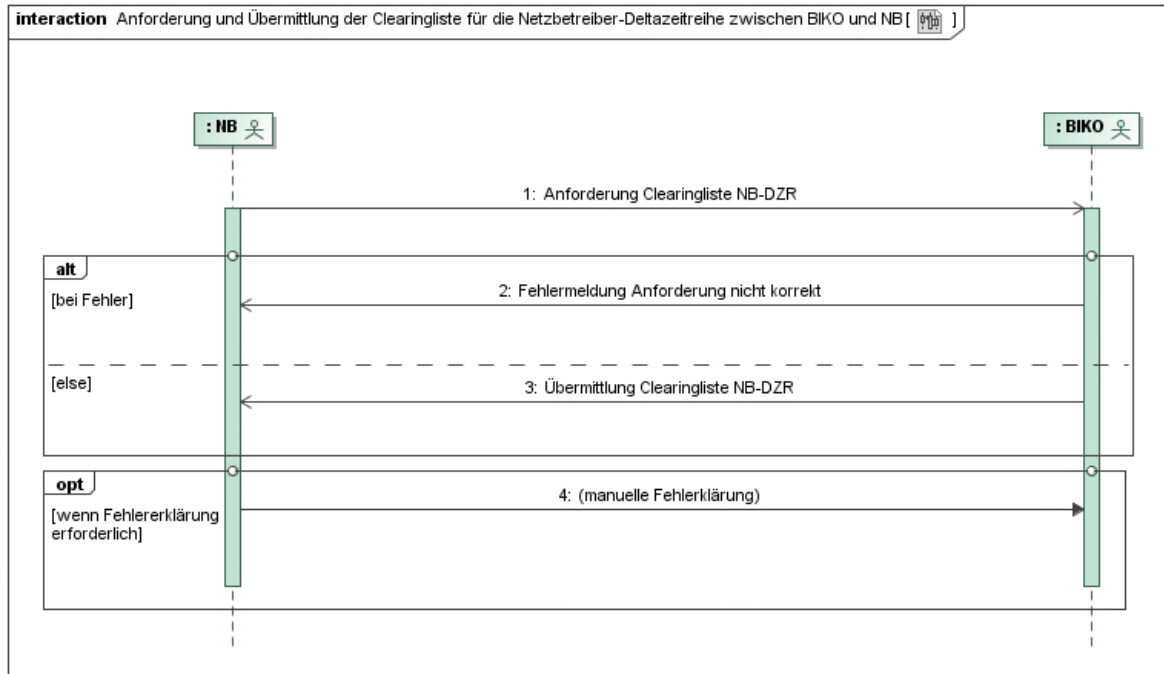 interaction Anforderung und Übermittlung der Clearingliste für die Netzbetreiber-Deltazeitreihe zwischen BIKO und NB [ ]
: NB
: BIKO
1: Anforderung Clearingliste NB-DZR
alt
[bei Fehler]
2: Fehlermeldung Anforderung nicht korrekt
[else]
3: Übermittlung Clearingliste NB-DZR
opt
4: (manuelle Fehlerklärung)
[wenn Fehlererklärung
erforderlich]